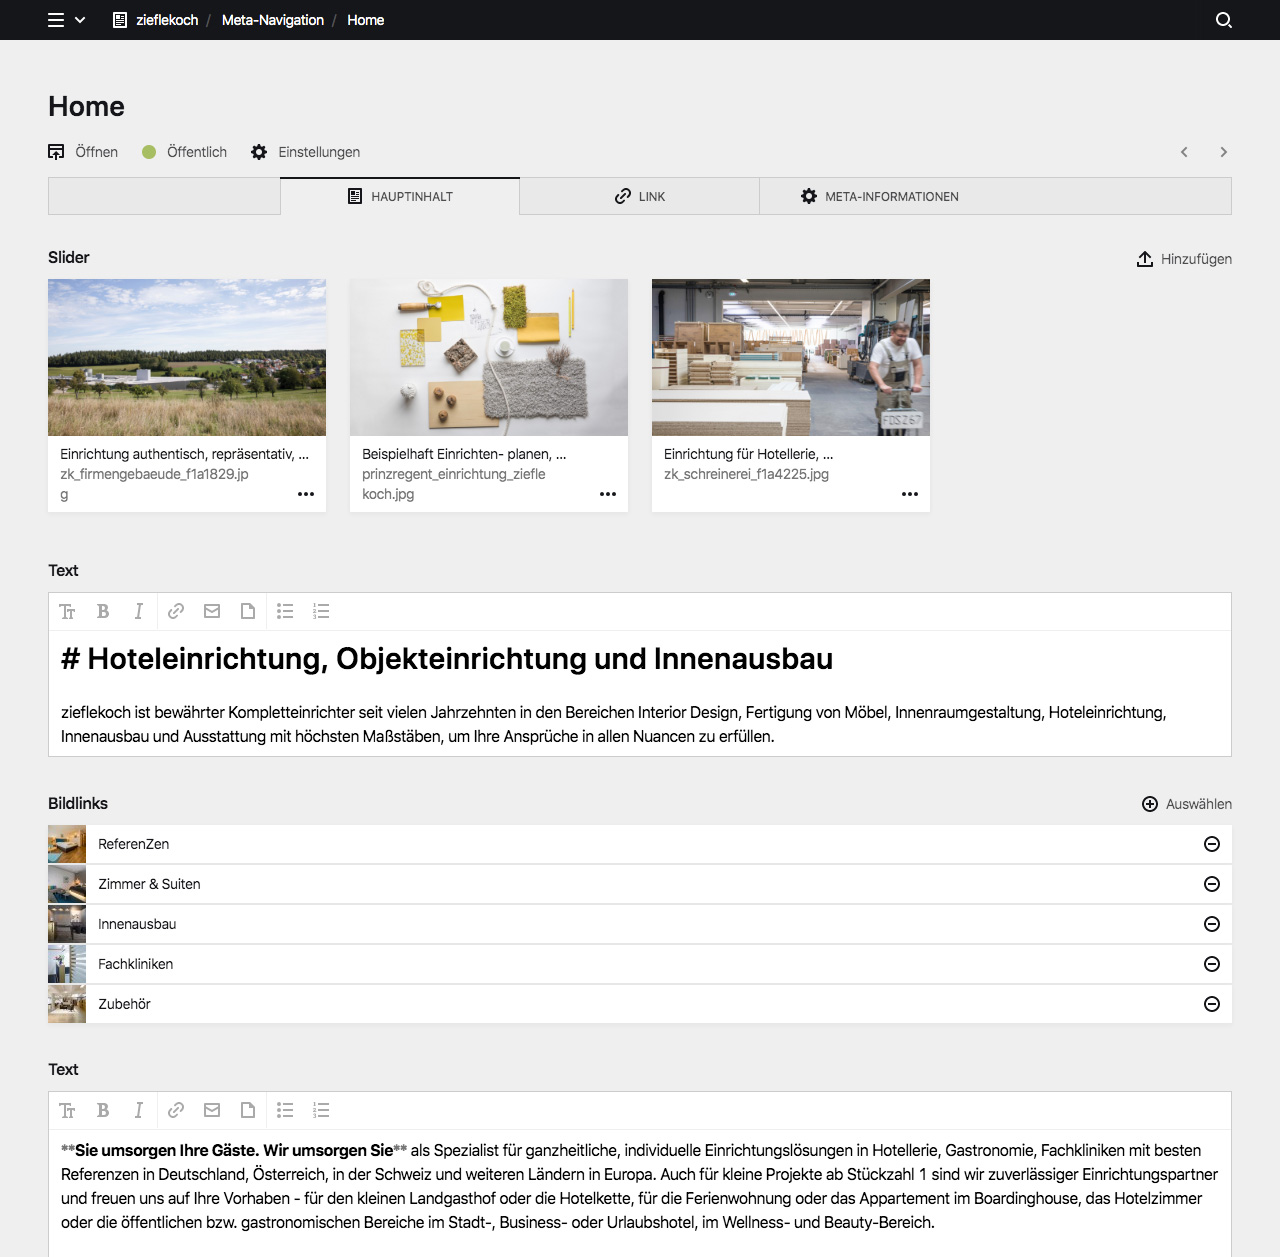 zieflekoch / Meta-Navigation / Home
Home
Öffnen Öffentlich Einstellungen
HAUPTINHALT LINK META-INFORMATIONEN
Slider Hinzufügen
FDS 267
Einrichtung authentisch, repräsentativ, ...
zk_firmengebaeude_f1a1829.jp
g
Beispielhaft Einrichten- planen, ...
prinzregent_einrichtung_ziefle
koch.jpg
Einrichtung für Hotellerie, ...
zk_schreinerei_f1a4225.jpg
Text
# Hoteleinrichtung, Objekteinrichtung und Innenausbau
zieflekoch ist bewährter Kompletteinrichter seit vielen Jahrzehnten in den Bereichen Interior Design, Fertigung von Möbel, Innenraumgestaltung, Hoteleinrichtung,
Innenausbau und Ausstattung mit höchsten Maßstäben, um Ihre Ansprüche in allen Nuancen zu erfüllen.
Bildlinks Auswählen
ReferenZen
Zimmer & Suiten
Innenausbau
Fachkliniken
Zubehör
Text
**Sie umsorgen Ihre Gäste. Wir umsorgen Sie** als Spezialist für ganzheitliche, individuelle Einrichtungslösungen in Hotellerie, Gastronomie, Fachkliniken mit besten
Referenzen in Deutschland, Österreich, in der Schweiz und weiteren Ländern in Europa. Auch für kleine Projekte ab Stückzahl 1 sind wir zuverlässiger Einrichtungspartner
und freuen uns auf Ihre Vorhaben - für den kleinen Landgasthof oder die Hotelkette, für die Ferienwohnung oder das Appartement im Boardinghouse, das Hotelzimmer
oder die öffentlichen bzw. gastronomischen Bereiche im Stadt-, Business- oder Urlaubshotel, im Wellness- und Beauty-Bereich.